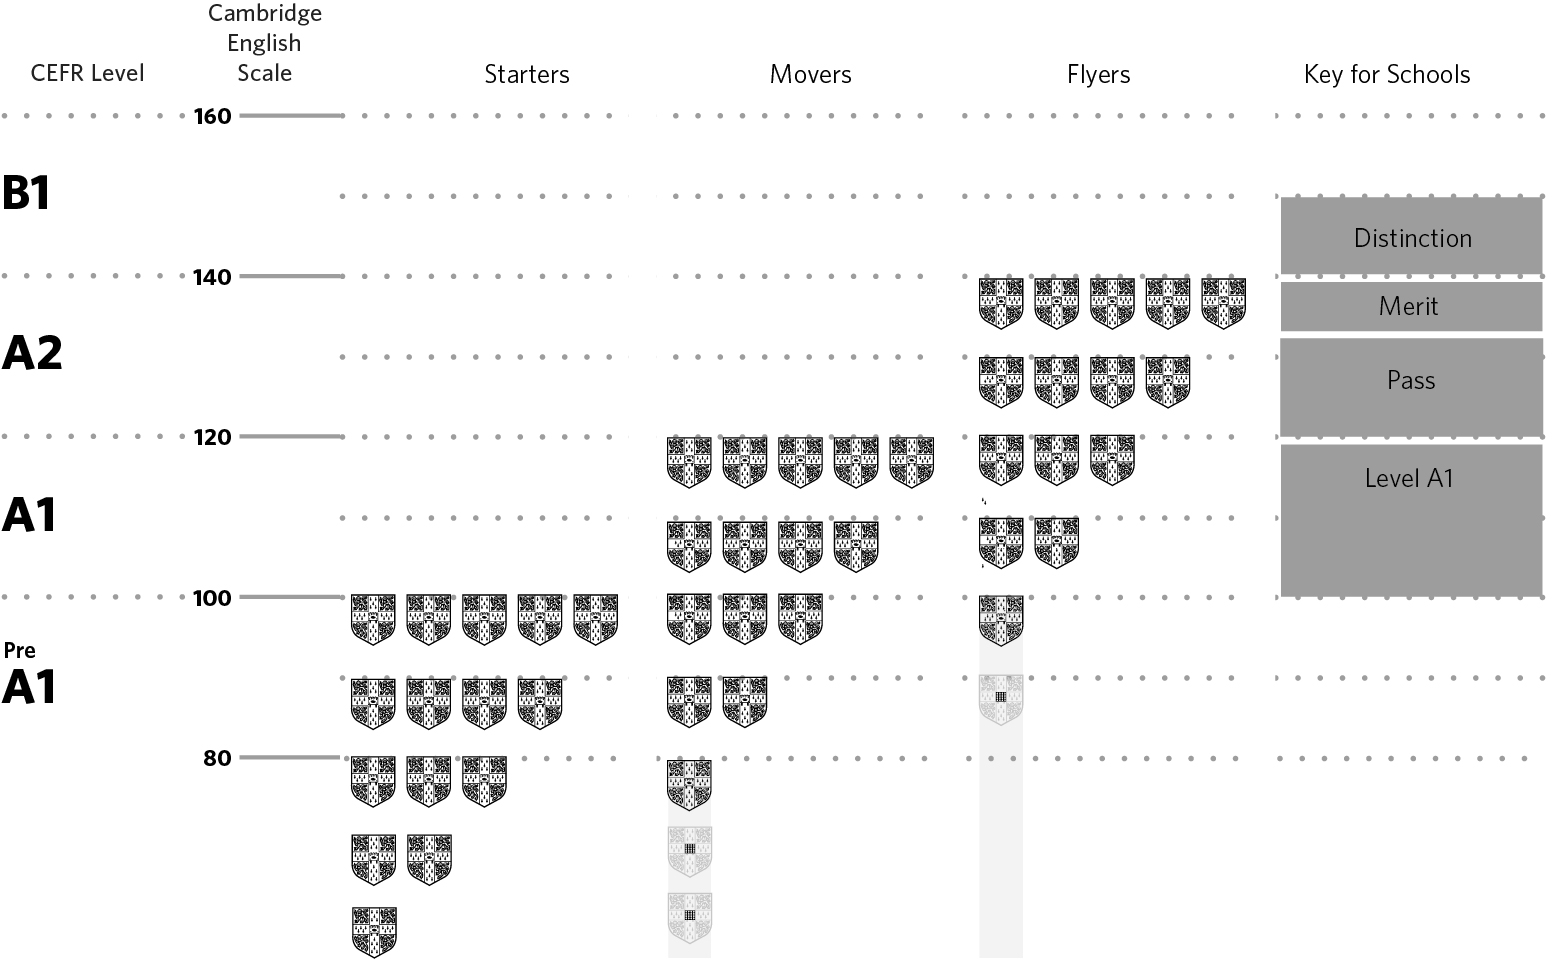 Cambridge
English
CEFR Level Scale Starters Movers Flyers Key for Schools
160
B1
Distinction
140
Merit
A2
Pass
120
Level A1
A1
100
Pre
A1
80